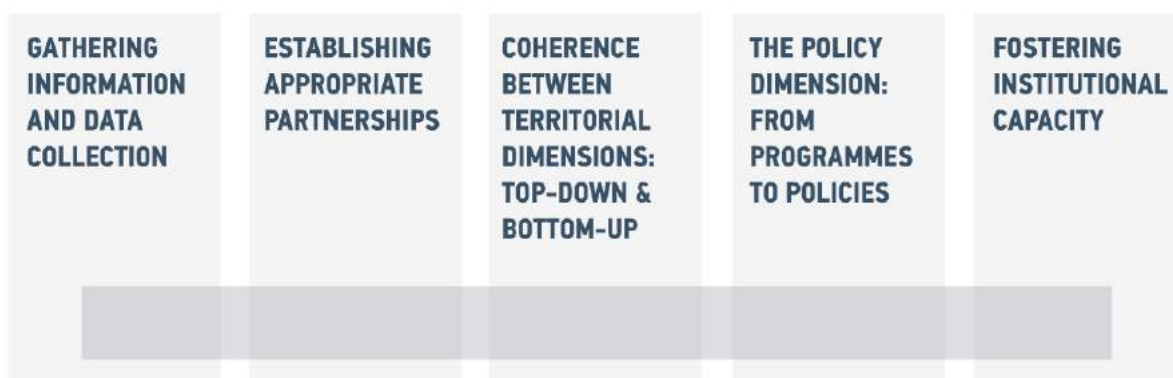 GATHERING
INFORMATION
AND DATA
COLLECTION
ESTABLISHING
APPROPRIATE
PARTNERSHIPS
COHERENCE
BETWEEN
TERRITORIAL
DIMENSIONS:
TOP-DOWN &
BOTTOM-UP
THE POLICY
DIMENSION:
FROM
PROGRAMMES
TO POLICIES
FOSTERING
INSTITUTIONAL
CAPACITY